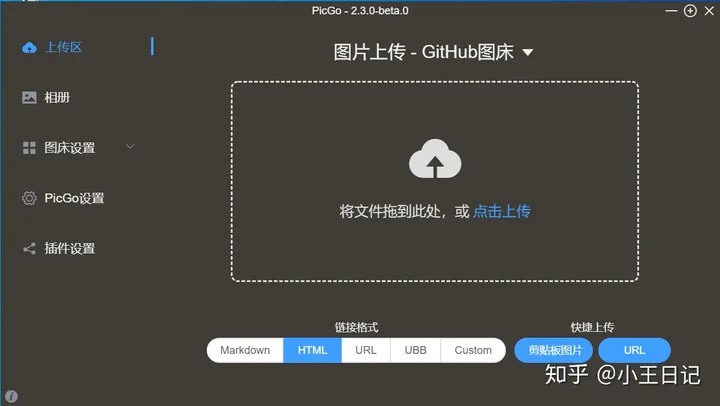 PicGo - 2.3.0-beta.0
上传区
相册
图床设置
PicGo设置
插件设置
图片上传 - GitHub图床
将文件拖到此处，或 点击上传
链接格式
Markdown HTML URL UBB Custom
快捷上传
剪贴板图片 URL
知乎 @小王日记